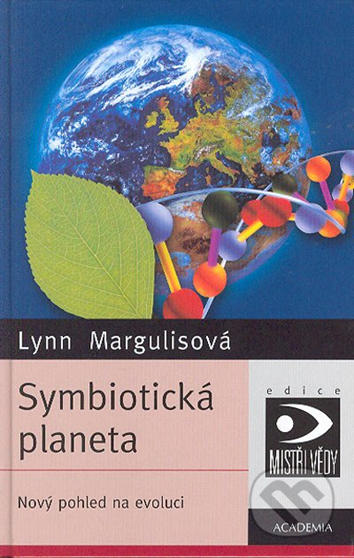 Lynn Margulisová
Symbiotická
planeta
Nový pohled na evoluci
edice
MISTŘI VĚDY
ACADEMIA
M